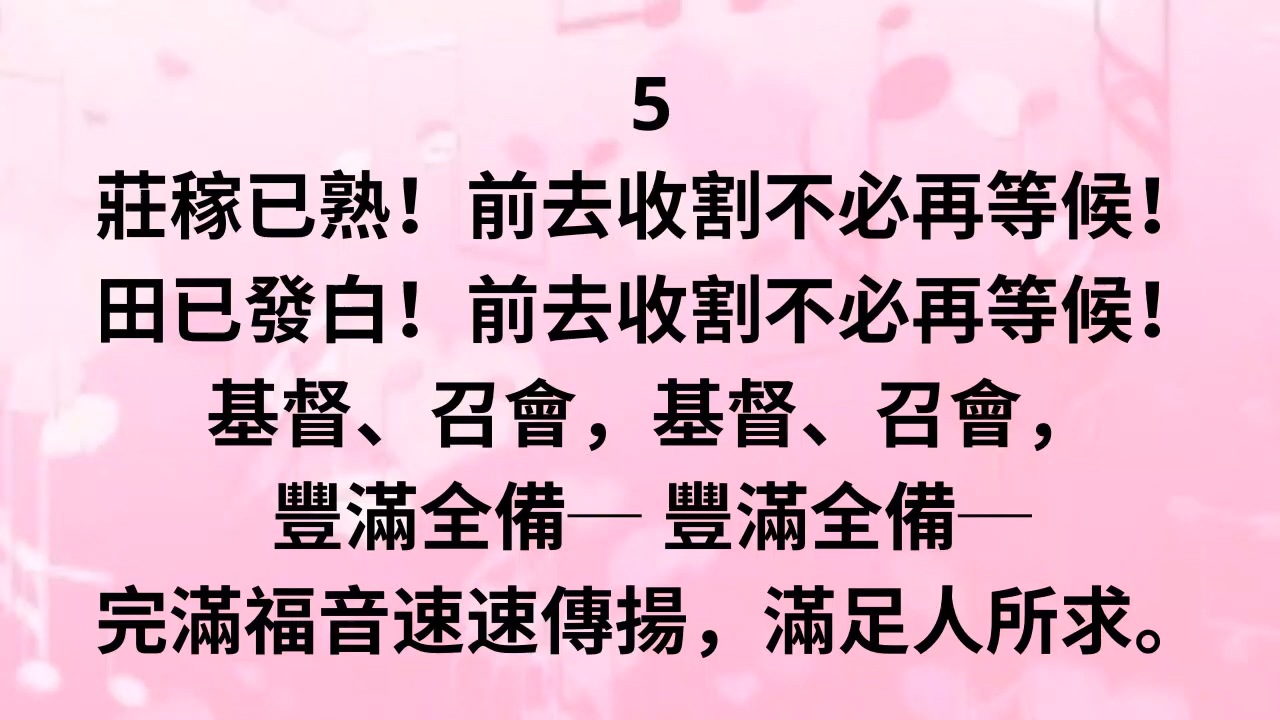 5
莊稼已熟！前去收割不必再等候！
田已發白！前去收割不必再等候！
基督、召會，基督、召會，
豐滿全備─ 豐滿全備─
完滿福音速速傳揚，滿足人所求。